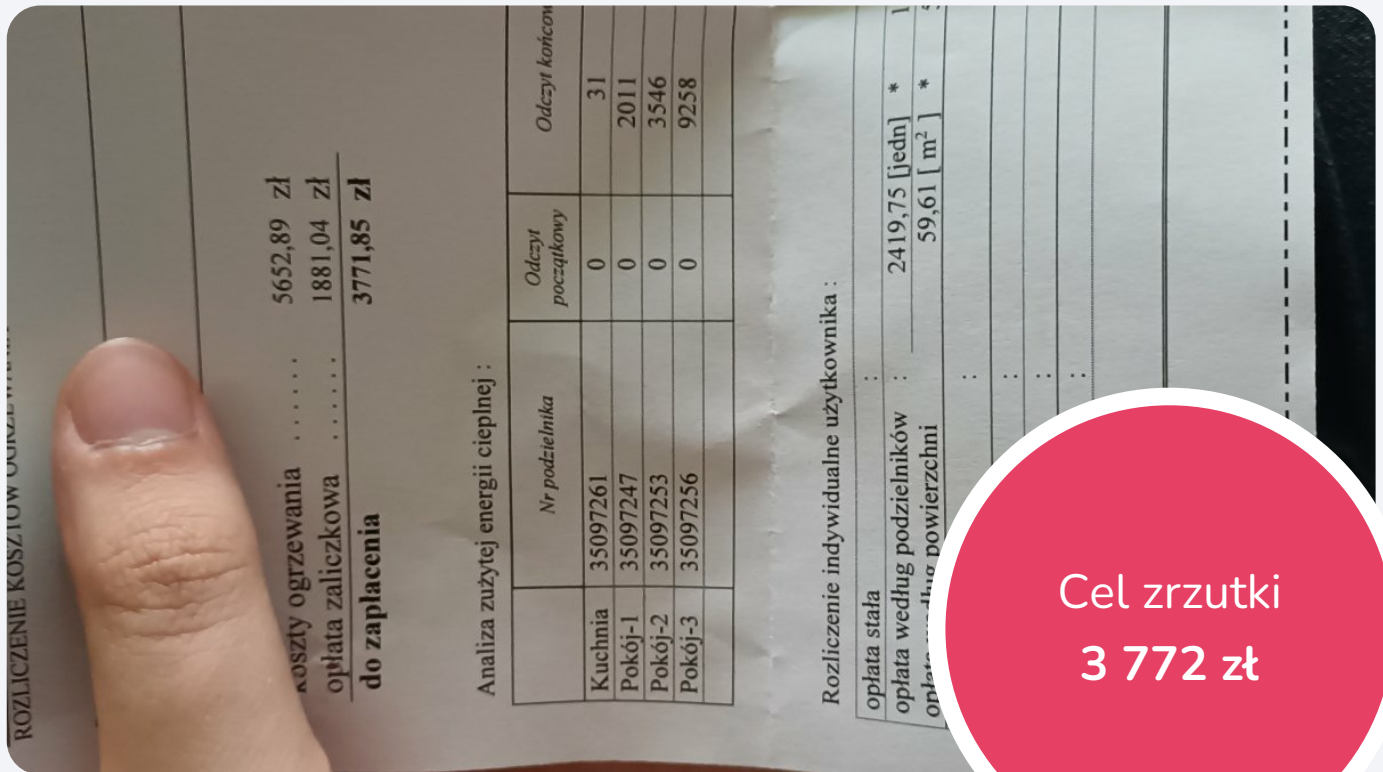 ROZLICZENIE KOSZTÓW
koszty ogrzewania . . . . . . 5652,89 zł
opłata zaliczkowa . . . . . . 1881,04 zł
do zapłacenia 3771,85 zł
Analiza zużytej energii cieplnej :
Nr podzielnika Odczyt początkowy Odczyt
Kuchnia 35097261 0 31
Pokój-1 35097247 0 2011
Pokój-2 35097253 0 3546
Pokój-3 35097256 0 9258
Rozliczenie indywidualne użytkownika :
opłata stała :
opłata według podzielników : 2419,75 [jedn] *
powierzchni 59,61 [ m² ] *
:
:
:
:
Cel zrzutki
3 772 zł